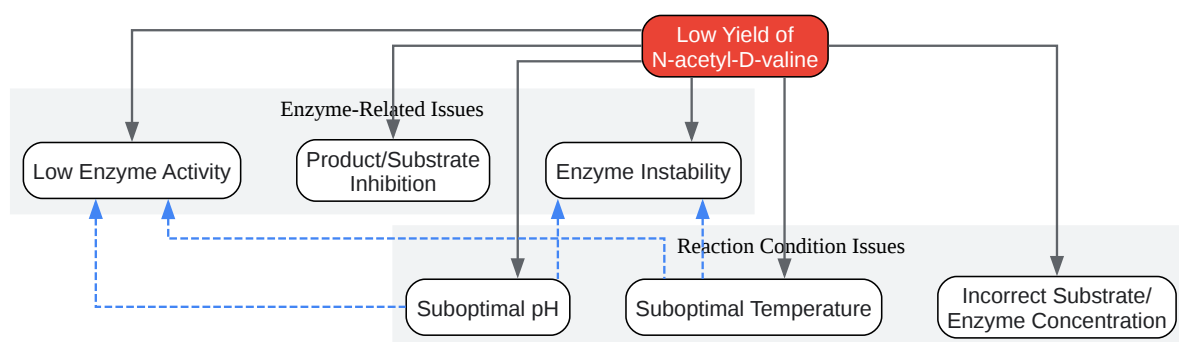 Low Yield of
N-acetyl-D-valine
Enzyme-Related Issues
Low Enzyme Activity
Product/Substrate
Inhibition
Enzyme Instability
Reaction Condition Issues
Suboptimal pH
Suboptimal Temperature
Incorrect Substrate/
Enzyme Concentration